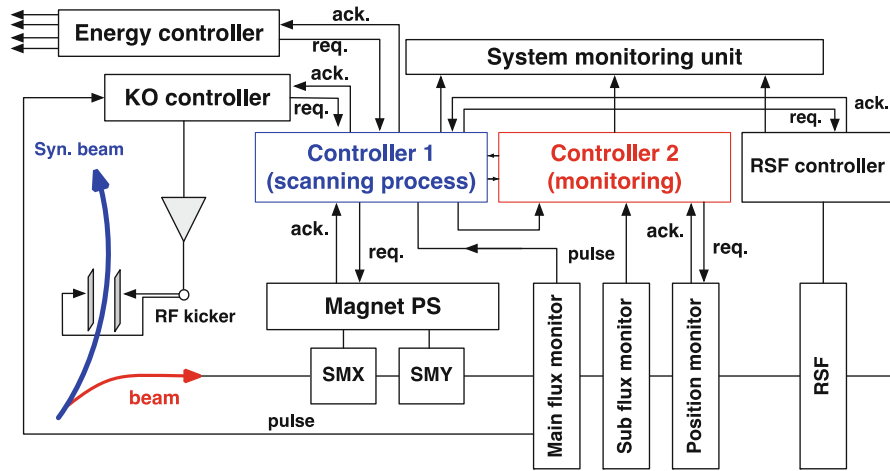 ack.
Energy controller
req.
System monitoring unit
ack.
KO controller
req.
ack.
req.
Syn. beam
Controller 1
(scanning process)
Controller 2
(monitoring)
RSF controller
ack.
req.
pulse
ack.
req.
RF kicker
Magnet PS
Main flux monitor
Sub flux monitor
Position monitor
RSF
SMX
SMY
beam
pulse